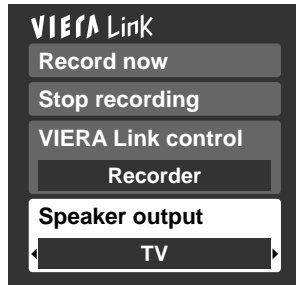 VIERA Link
Record now
Stop recording
VIERA Link control
Recorder
Speaker output
TV